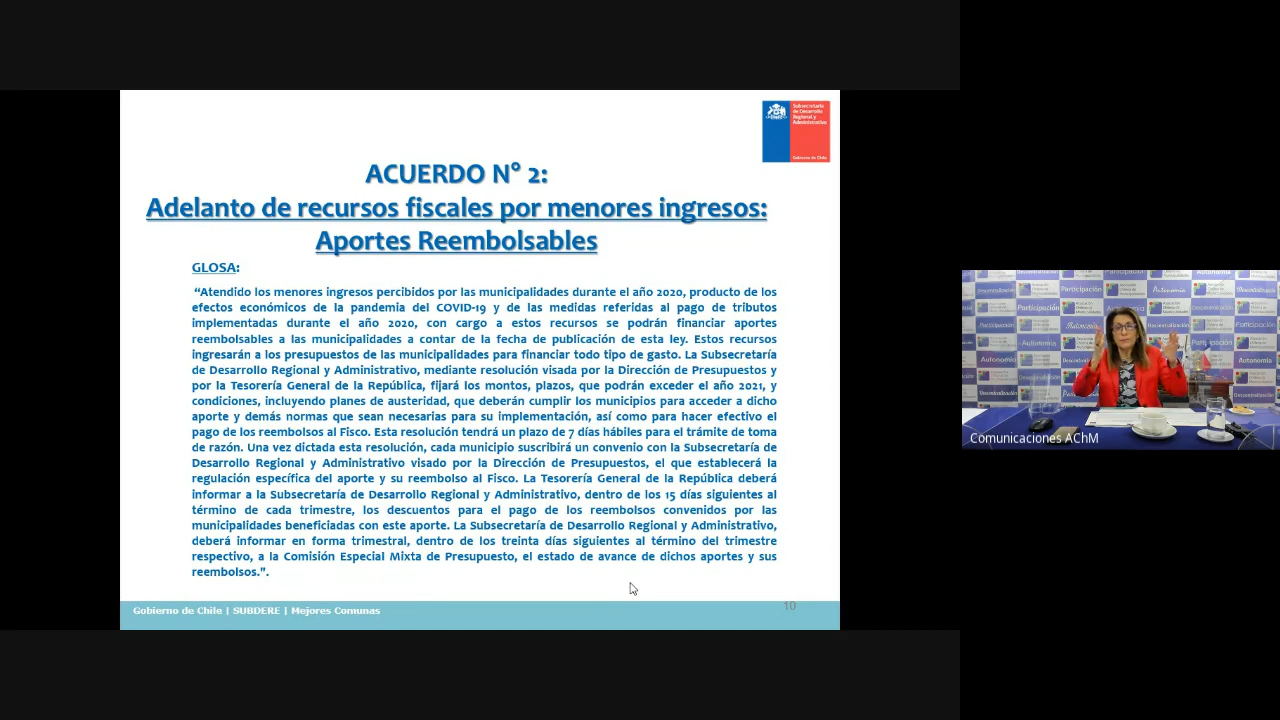 Subsecretaría
de Desarrollo
Regional y
Administrativo
Gobierno de Chile
ACUERDO N° 2:
Adelanto de recursos fiscales por menores ingresos:
Aportes Reembolsables
GLOSA:
“Atendido los menores ingresos percibidos por las municipalidades durante el año 2020, producto de los
efectos económicos de la pandemia del COVID-19 y de las medidas referidas al pago de tributos
implementadas durante el año 2020, con cargo a estos recursos se podrán financiar aportes
reembolsables a las municipalidades a contar de la fecha de publicación de esta ley. Estos recursos
ingresarán a los presupuestos de las municipalidades para financiar todo tipo de gasto. La Subsecretaría
de Desarrollo Regional y Administrativo, mediante resolución visada por la Dirección de Presupuestos y
por la Tesorería General de la República, fijará los montos, plazos, que podrán exceder el año 2021, y
condiciones, incluyendo planes de austeridad, que deberán cumplir los municipios para acceder a dicho
aporte y demás normas que sean necesarias para su implementación, así como para hacer efectivo el
pago de los reembolsos al Fisco. Esta resolución tendrá un plazo de 7 días hábiles para el trámite de toma
de razón. Una vez dictada esta resolución, cada municipio suscribirá un convenio con la Subsecretaría de
Desarrollo Regional y Administrativo visado por la Dirección de Presupuestos, el que establecerá la
regulación específica del aporte y su reembolso al Fisco. La Tesorería General de la República deberá
informar a la Subsecretaría de Desarrollo Regional y Administrativo, dentro de los 15 días siguientes al
término de cada trimestre, los descuentos para el pago de los reembolsos convenidos por las
municipalidades beneficiadas con este aporte. La Subsecretaría de Desarrollo Regional y Administrativo,
deberá informar en forma trimestral, dentro de los treinta días siguientes al término del trimestre
respectivo, a la Comisión Especial Mixta de Presupuesto, el estado de avance de dichos aportes y sus
reembolsos.”.
Gobierno de Chile | SUBDERE | Mejores Comunas
10
Participación
Autonomía
Descentralización
Comunicaciones AChM